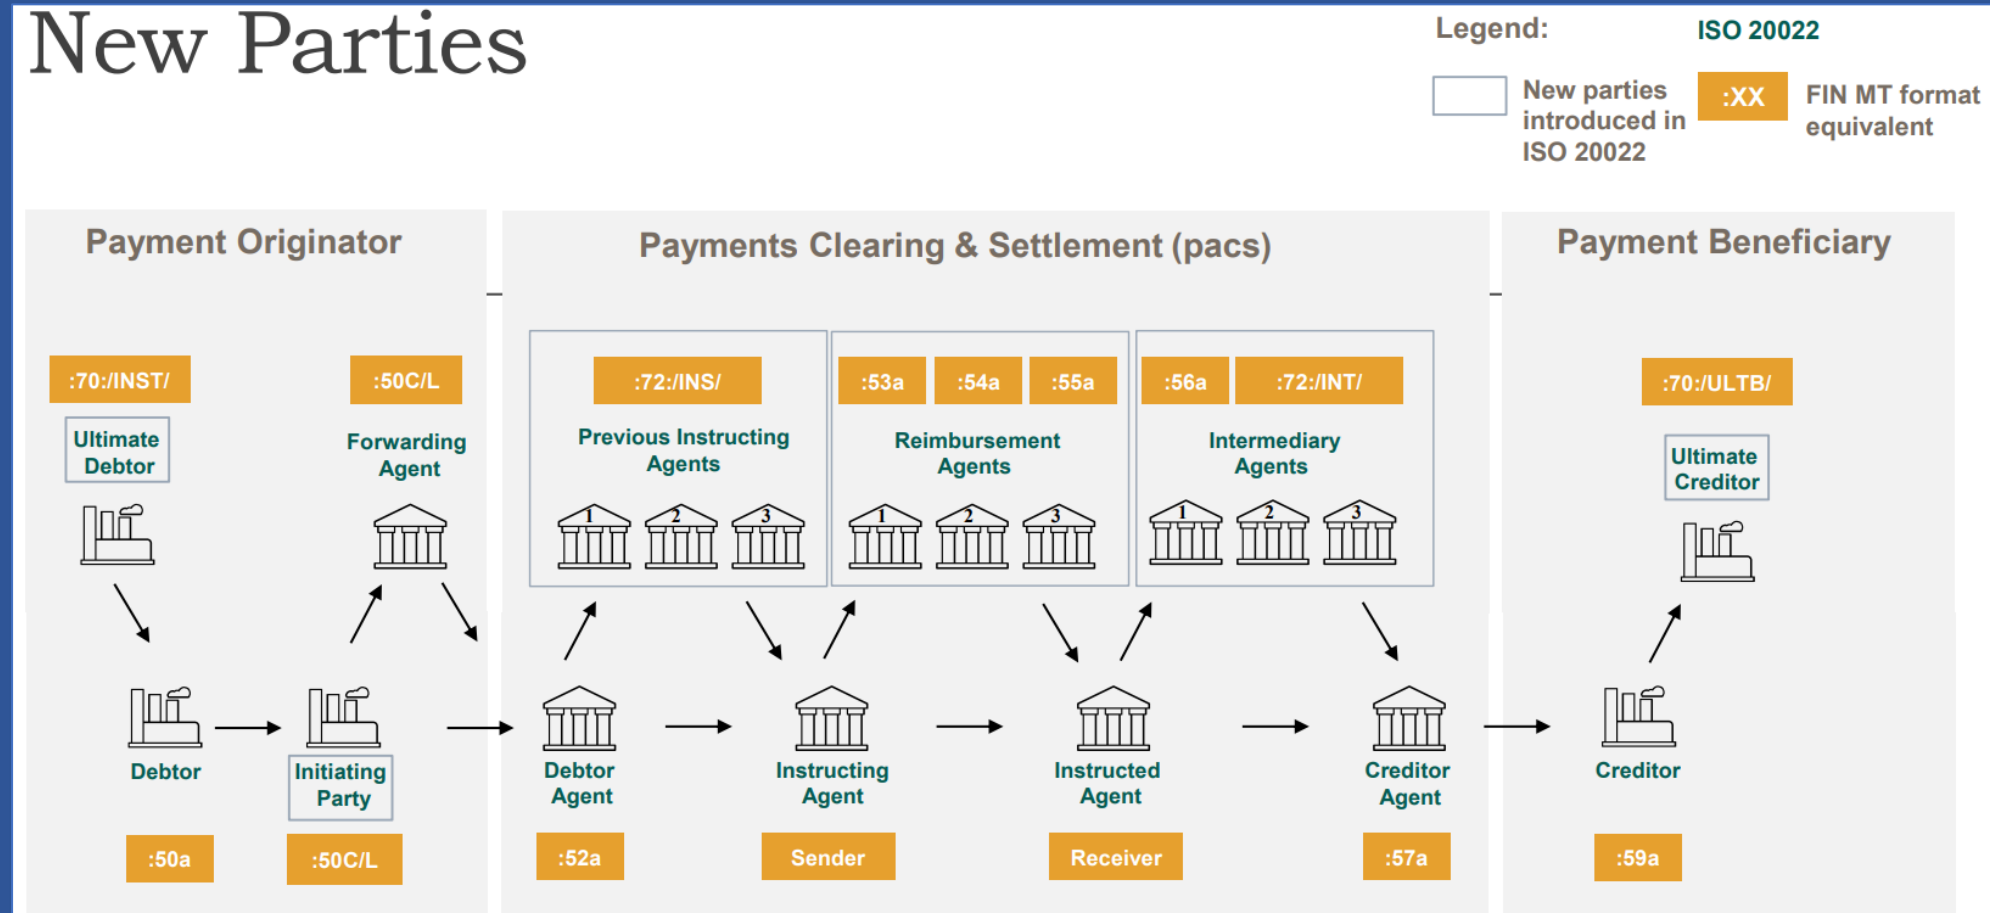 New Parties
Legend:
ISO 20022
New parties
introduced in
ISO 20022
:XX
FIN MT format
equivalent
Payment Originator
Payments Clearing & Settlement (pacs)
Payment Beneficiary
:70:/INST/
:50C/L
:72:/INS/
:53a
:54a
:55a
:56a
:72:/INT/
:70:/ULTB/
Ultimate
Debtor
Forwarding
Agent
Previous Instructing
Agents
Reimbursement
Agents
Intermediary
Agents
Ultimate
Creditor
1
2
3
1
2
3
1
2
3
Debtor
Initiating
Party
Debtor
Agent
Instructing
Agent
Instructed
Agent
Creditor
Agent
Creditor
:50a
:50C/L
:52a
Sender
Receiver
:57a
:59a